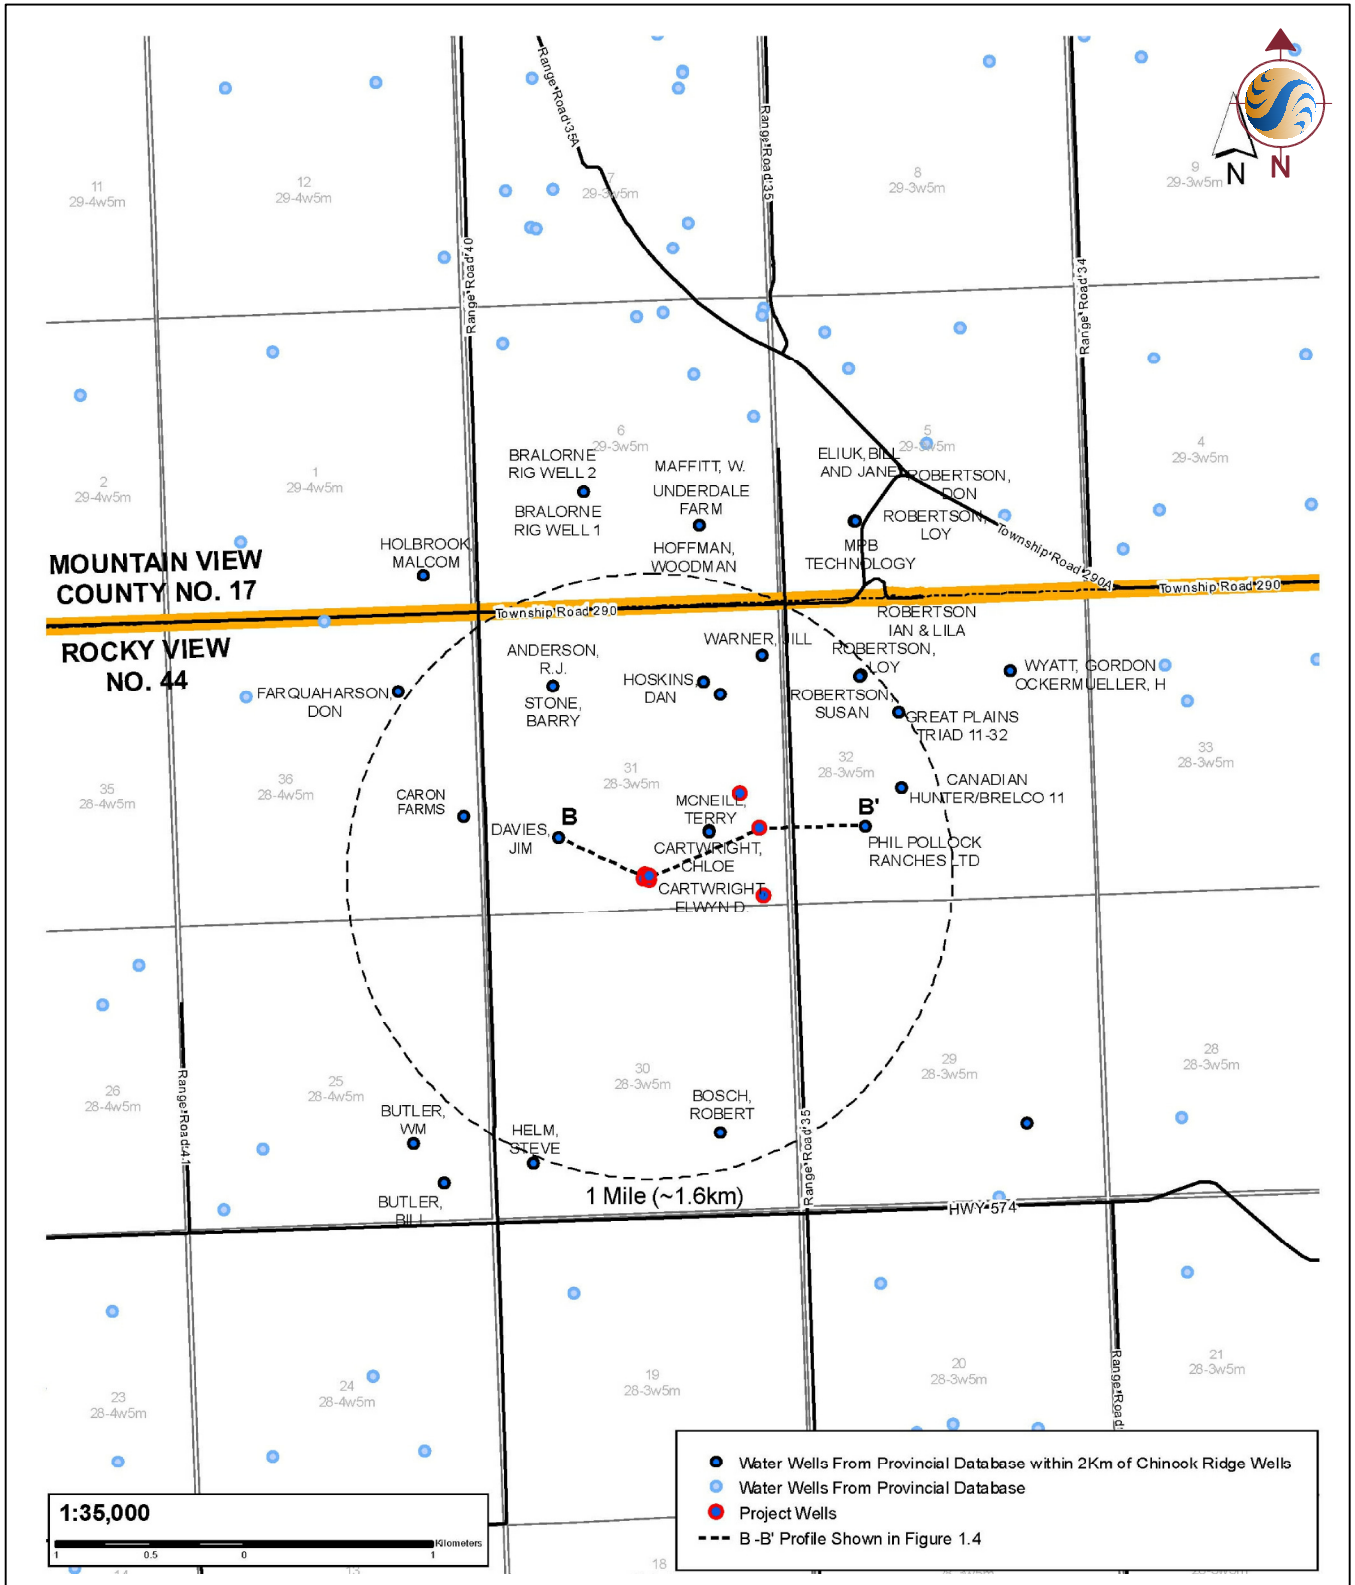 N
N
Range Road 35A
Range Road 35
Range Road 40
Range Road 34
11
29-4w5m
12
29-4w5m
7
29-3w5m
8
29-3w5m
9
29-3w5m
2
29-4w5m
1
29-4w5m
6
29-3w5m
5
29-3w5m
4
29-3w5m
BRALORNE
RIG WELL 2
BRALORNE
RIG WELL 1
MAFFITT, W.
UNDERDALE
FARM
HOFFMAN,
WOODMAN
ELIUK, BILL
AND JANET
ROBERTSON,
DON
ROBERTSON,
LOY
MPB
TECHNOLOGY
Township Road 290A
HOLBROOK,
MALCOM
MOUNTAIN VIEW
COUNTY NO. 17
Township Road 290
Township Road 290
ROCKY VIEW
NO. 44
ROBERTSON
IAN & LILA
WARNER, JILL
ROBERTSON,
LOY
ANDERSON,
R.J.
STONE,
BARRY
HOSKINS,
DAN
ROBERTSON,
SUSAN
WYATT, GORDON
OCKERMUELLER, H
FARQUAHARSON,
DON
GREAT PLAINS
TRIAD 11-32
35
28-4w5m
36
28-4w5m
31
28-3w5m
32
28-3w5m
33
28-3w5m
CARON
FARMS
CANADIAN
HUNTER/BRELCO 11
MCNEILL,
TERRY
B
B'
DAVIES,
JIM
PHIL POLLOCK
RANCHES LTD
CARTWRIGHT,
CHLOE
CARTWRIGHT,
ELWYN D.
26
28-4w5m
25
28-4w5m
30
28-3w5m
29
28-3w5m
28
28-3w5m
Range Road 41
Range Road 35
BUTLER,
WM
HELM,
STEVE
BOSCH,
ROBERT
BUTLER,
BILL
1 Mile (~1.6km)
HWY 574
23
28-4w5m
24
28-4w5m
19
28-3w5m
20
28-3w5m
21
28-3w5m
Range Road
18
Water Wells From Provincial Database within 2Km of Chinook Ridge Wells
Water Wells From Provincial Database
Project Wells
B -B' Profile Shown in Figure 1.4
1:35,000
Kilometers
1 0.5 0 1